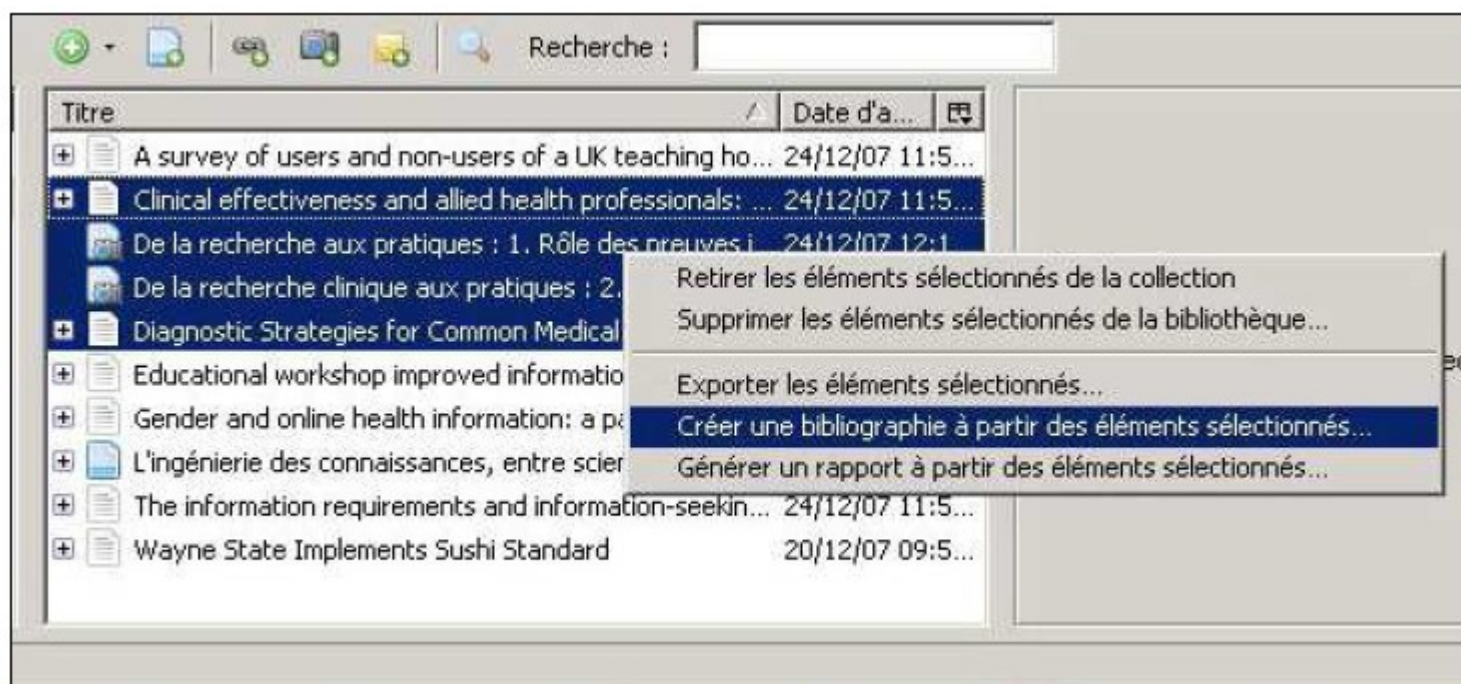 Recherche :
Titre Date d'a...
A survey of users and non-users of a UK teaching ho... 24/12/07 11:5...
Clinical effectiveness and allied health professionals: ... 24/12/07 11:5...
De la recherche aux pratiques : 1. Rôle des preuves i 24/12/07 12:1
De la recherche clinique aux pratiques : 2.
Diagnostic Strategies for Common Medical
Educational workshop improved informatio
Gender and online health information: a pa
L'ingénierie des connaissances, entre scien
The information requirements and information-seekin... 24/12/07 11:5...
Wayne State Implements Sushi Standard 20/12/07 09:5...
Retirer les éléments sélectionnés de la collection
Supprimer les éléments sélectionnés de la bibliothèque...
Exporter les éléments sélectionnés...
Créer une bibliographie à partir des éléments sélectionnés...
Générer un rapport à partir des éléments sélectionnés...